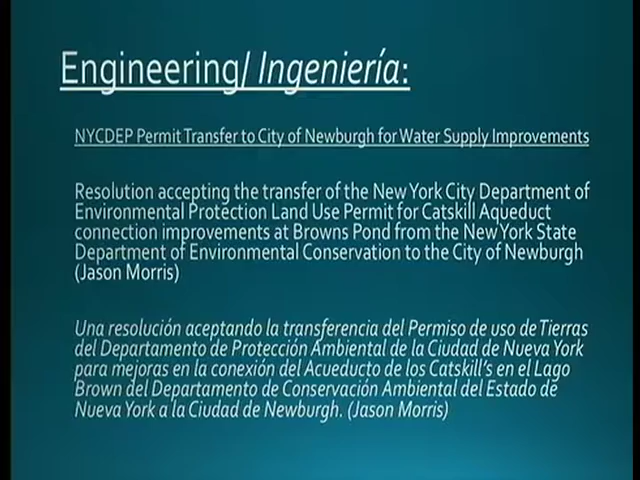 Engineering/ Ingeniería:
NYCDEP Permit Transfer to City of Newburgh for Water Supply Improvements
Resolution accepting the transfer of the New York City Department of
Environmental Protection Land Use Permit for Catskill Aqueduct
connection improvements at Browns Pond from the New York State
Department of Environmental Conservation to the City of Newburgh
(Jason Morris)
Una resolución aceptando la transferencia del Permiso de uso de Tierras
del Departamento de Protección Ambiental de la Ciudad de Nueva York
para mejoras en la conexión del Acueducto de los Catskill's en el Lago
Brown del Departamento de Conservación Ambiental del Estado de
Nueva York a la Ciudad de Newburgh. (Jason Morris)